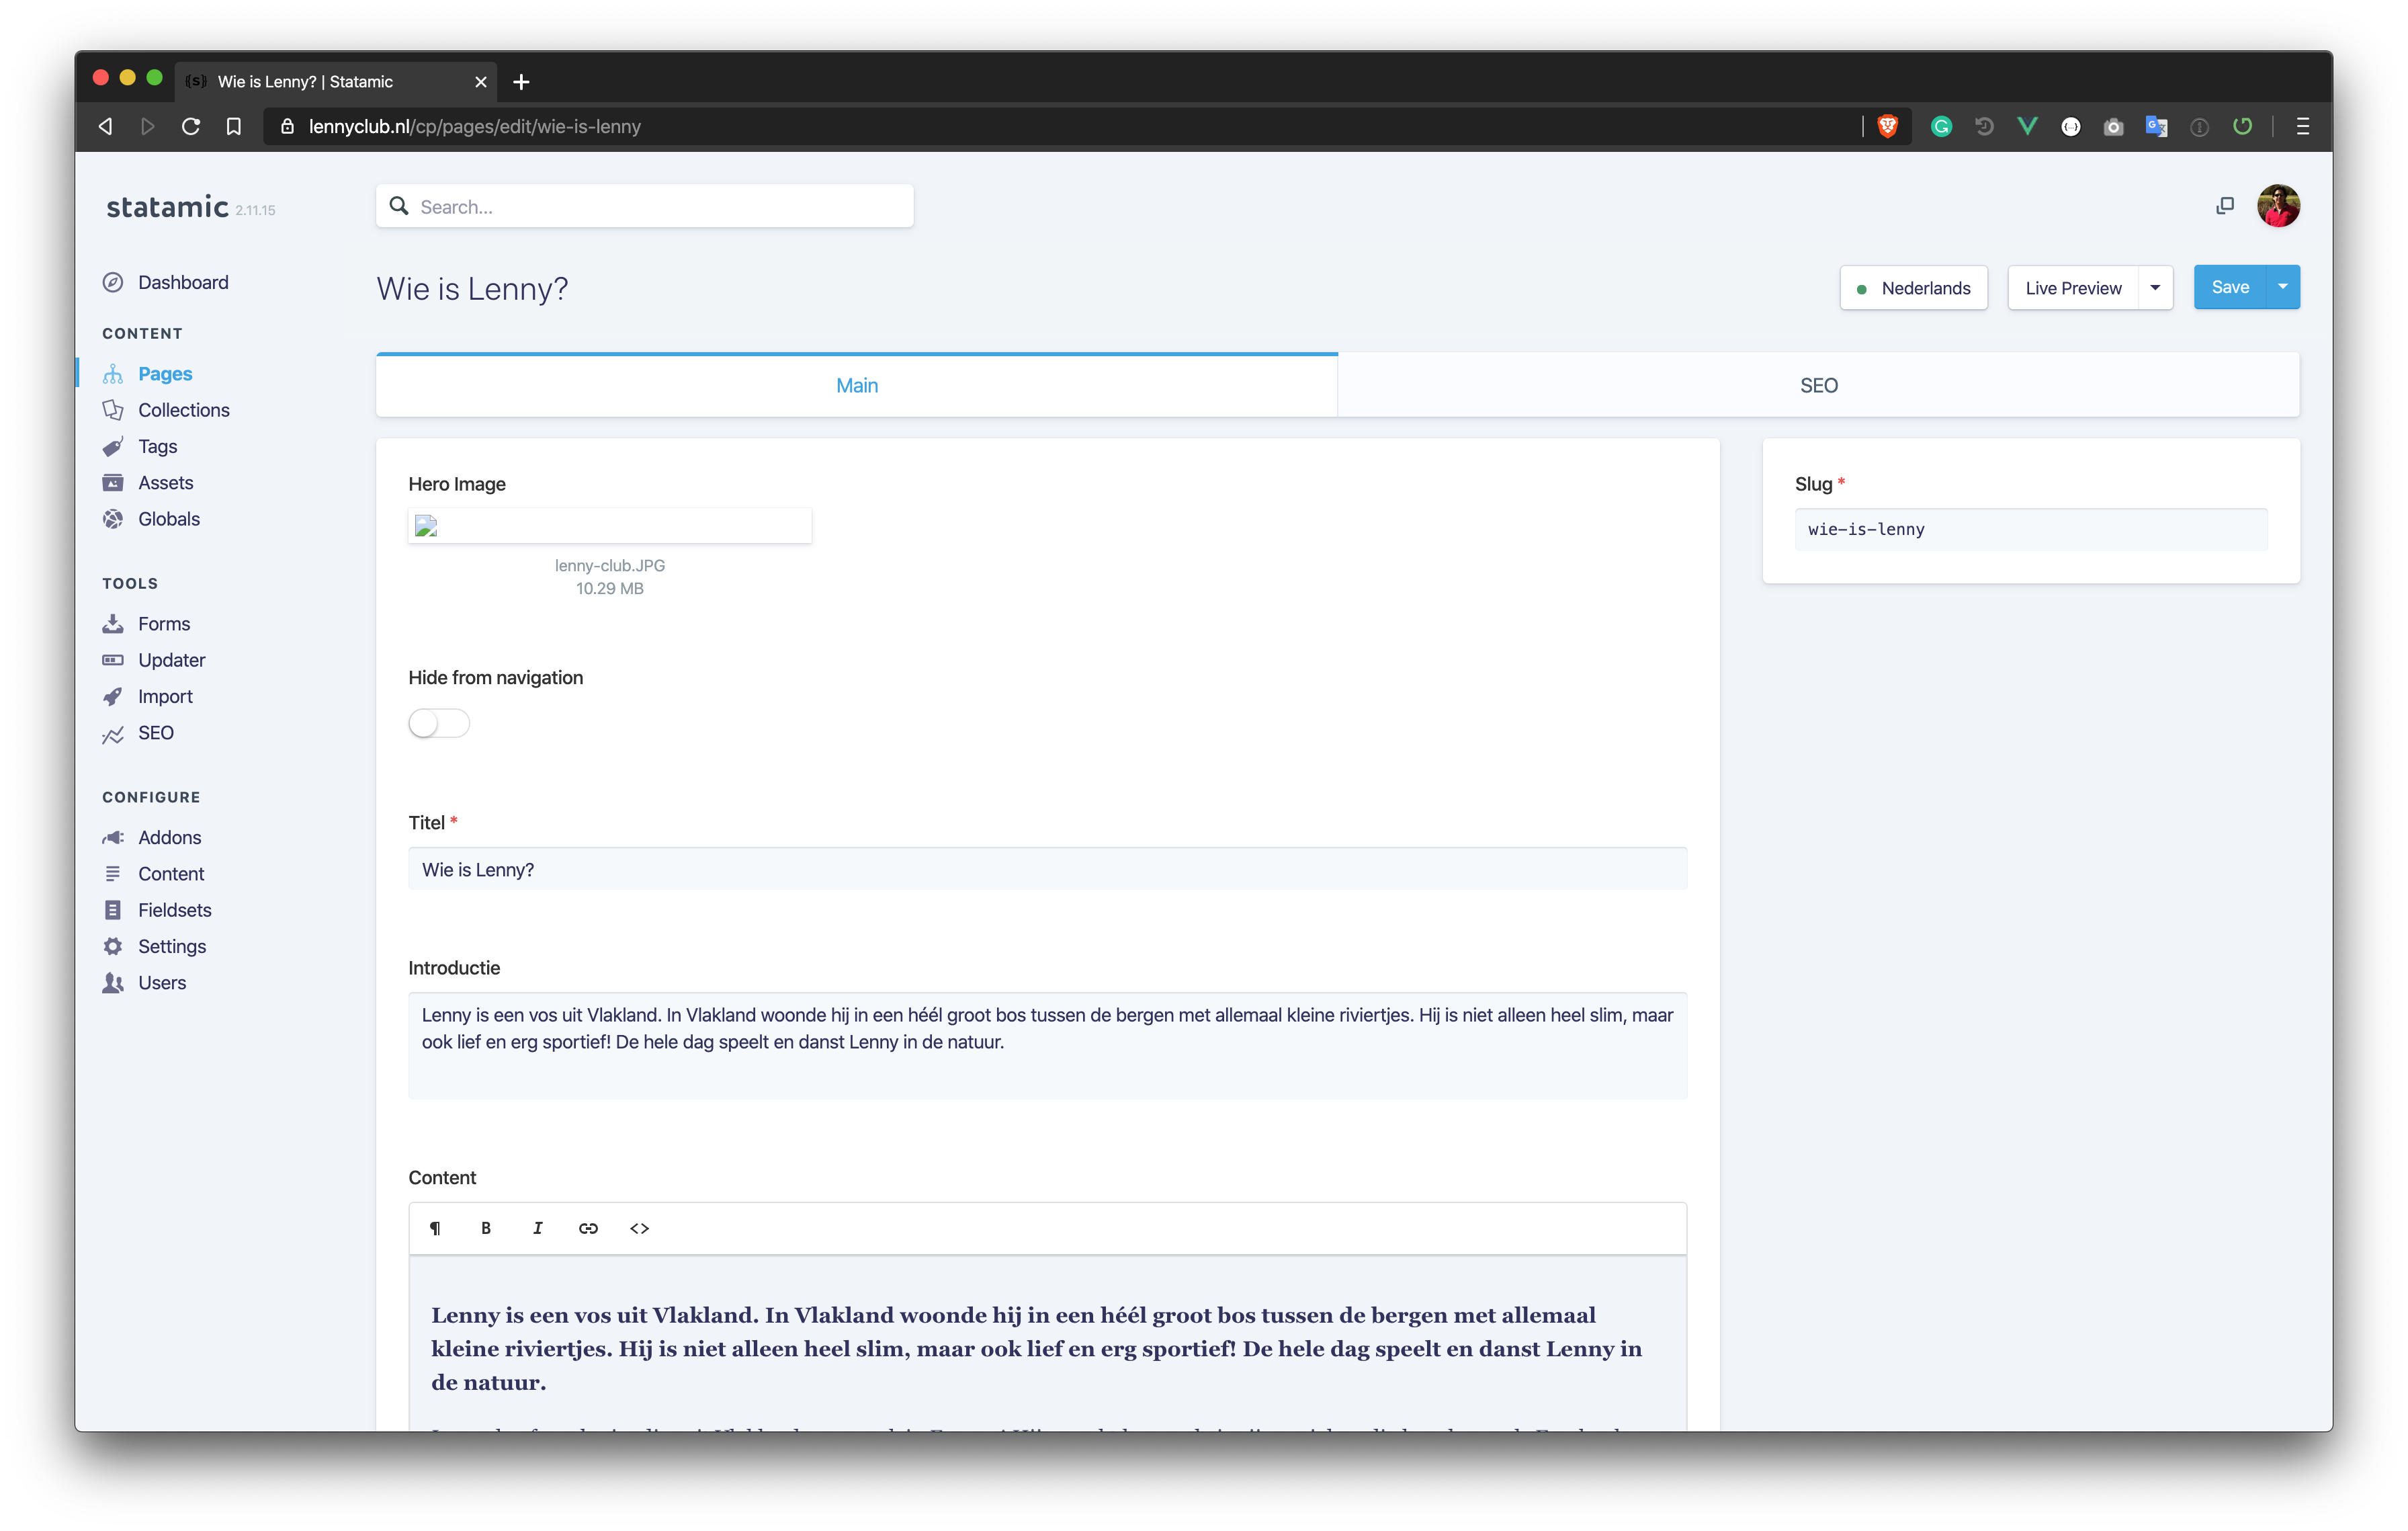 Wie is Lenny? | Statamic
lennyclub.nl/cp/pages/edit/wie-is-lenny
statamic 2.11.15
Search...
Dashboard
CONTENT
Pages
Collections
Tags
Assets
Globals
TOOLS
Forms
Updater
Import
SEO
CONFIGURE
Addons
Content
Fieldsets
Settings
Users
Wie is Lenny?
Nederlands
Live Preview
Save
Main
SEO
Hero Image
lenny-club.JPG
10.29 MB
Hide from navigation
Titel *
Wie is Lenny?
Introductie
Lenny is een vos uit Vlakland. In Vlakland woonde hij in een héél groot bos tussen de bergen met allemaal kleine riviertjes. Hij is niet alleen heel slim, maar
ook lief en erg sportief! De hele dag speelt en danst Lenny in de natuur.
Content
¶ B I <>
Lenny is een vos uit Vlakland. In Vlakland woonde hij in een héél groot bos tussen de bergen met allemaal
kleine riviertjes. Hij is niet alleen heel slim, maar ook lief en erg sportief! De hele dag speelt en danst Lenny in
de natuur.
Slug *
wie-is-lenny